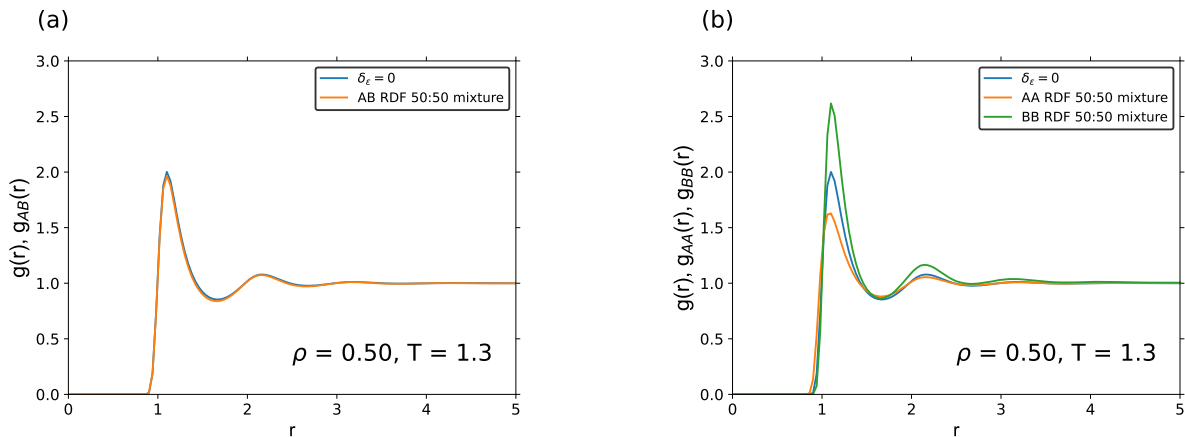 (a)
3.0
2.5
2.0
1.5
1.0
0.5
0.0
0
1
2
3
4
5
r
g(r), g_AB(r)
δ_ε = 0
AB RDF 50:50 mixture
ρ = 0.50, T = 1.3
(b)
3.0
2.5
2.0
1.5
1.0
0.5
0.0
0
1
2
3
4
5
r
g(r), g_AA(r), g_BB(r)
δ_ε = 0
AA RDF 50:50 mixture
BB RDF 50:50 mixture
ρ = 0.50, T = 1.3